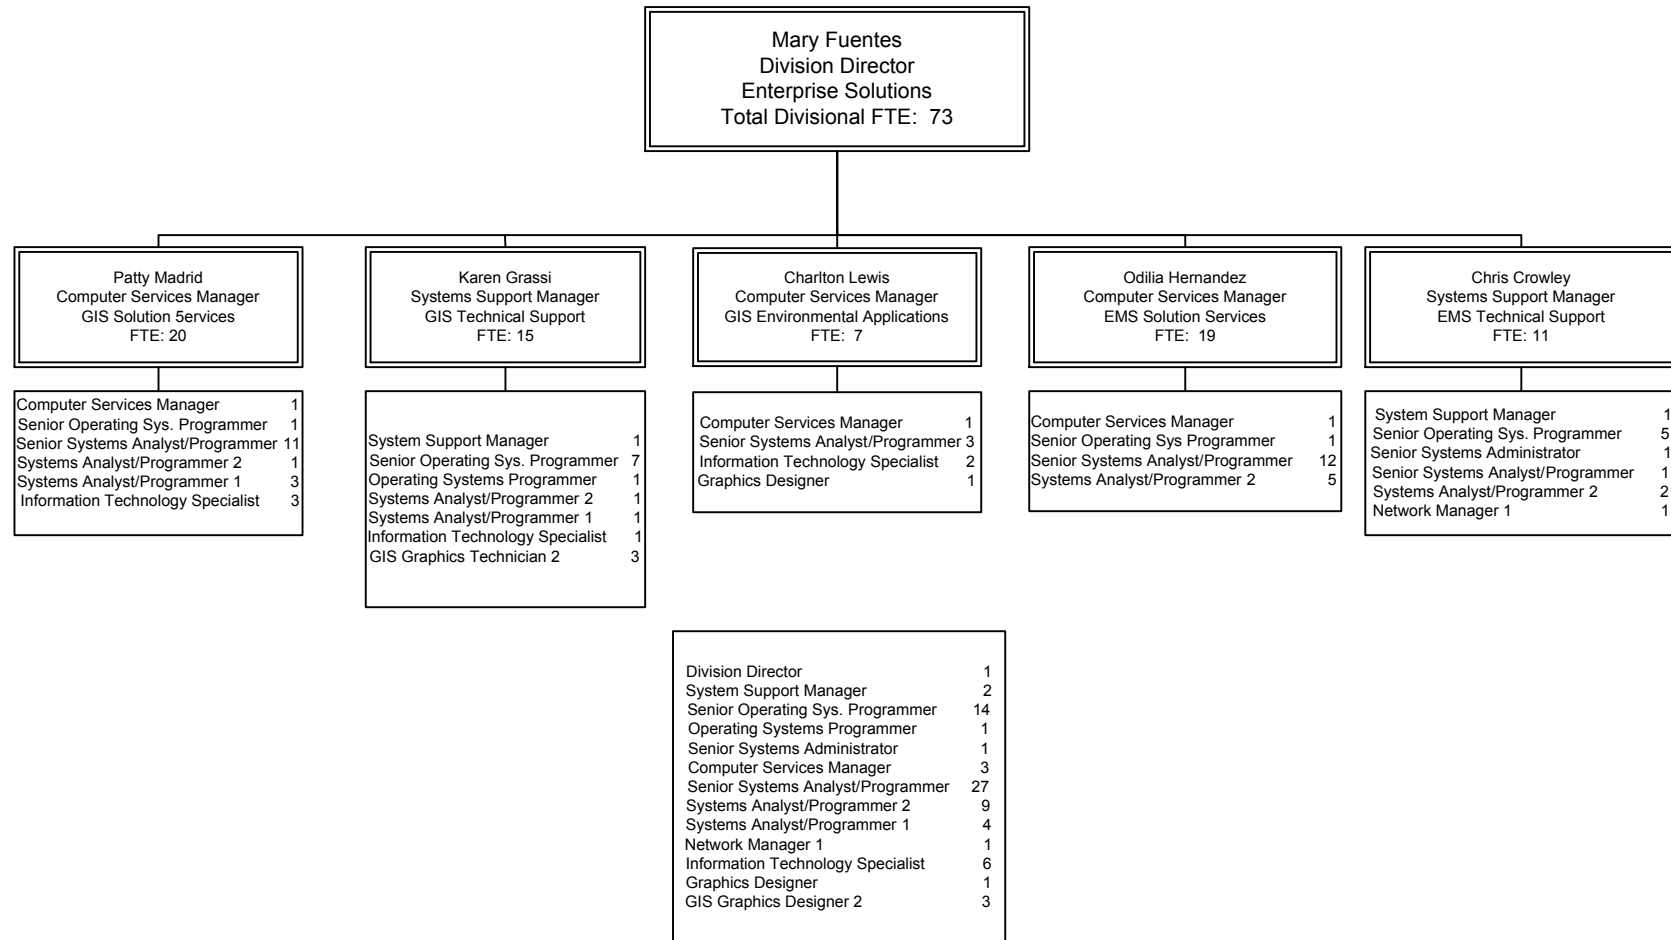 Mary Fuentes
Division Director
Enterprise Solutions
Total Divisional FTE: 73
Patty Madrid
Computer Services Manager
GIS Solution 5ervices
FTE: 20
Karen Grassi
Systems Support Manager
GIS Technical Support
FTE: 15
Charlton Lewis
Computer Services Manager
GIS Environmental Applications
FTE: 7
Odilia Hernandez
Computer Services Manager
EMS Solution Services
FTE: 19
Chris Crowley
Systems Support Manager
EMS Technical Support
FTE: 11
Computer Services Manager 1
Senior Operating Sys. Programmer 1
Senior Systems Analyst/Programmer 11
Systems Analyst/Programmer 2 1
Systems Analyst/Programmer 1 3
Information Technology Specialist 3
System Support Manager 1
Senior Operating Sys. Programmer 7
Operating Systems Programmer 1
Systems Analyst/Programmer 2 1
Systems Analyst/Programmer 1 1
Information Technology Specialist 1
GIS Graphics Technician 2 3
Computer Services Manager 1
Senior Systems Analyst/Programmer 3
Information Technology Specialist 2
Graphics Designer 1
Computer Services Manager 1
Senior Operating Sys Programmer 1
Senior Systems Analyst/Programmer 12
Systems Analyst/Programmer 2 5
System Support Manager 1
Senior Operating Sys. Programmer 5
Senior Systems Administrator 1
Senior Systems Analyst/Programmer 1
Systems Analyst/Programmer 2 2
Network Manager 1 1
Division Director 1
System Support Manager 2
Senior Operating Sys. Programmer 14
Operating Systems Programmer 1
Senior Systems Administrator 1
Computer Services Manager 3
Senior Systems Analyst/Programmer 27
Systems Analyst/Programmer 2 9
Systems Analyst/Programmer 1 4
Network Manager 1 1
Information Technology Specialist 6
Graphics Designer 1
GIS Graphics Designer 2 3